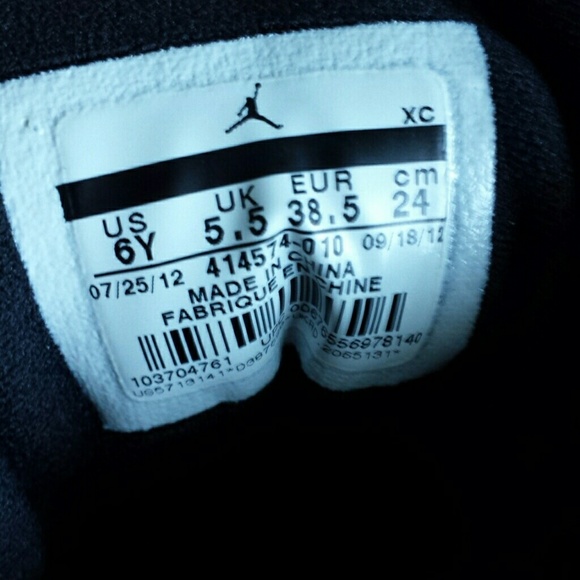 XC
US UK EUR cm
6Y 5.5 38.5 24
07/25/12 414574-010 09/18/12
MADE IN CHINA
FABRIQUE EN CHINE
103704761